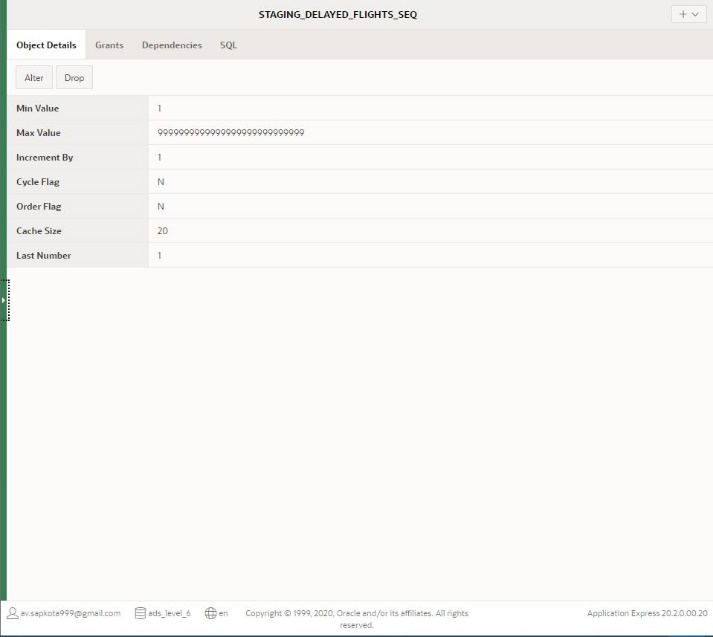 STAGING_DELAYED_FLIGHTS_SEQ
Object Details Grants Dependencies SQL
Alter Drop
Min Value 1
Max Value 9999999999999999999999999999
Increment By 1
Cycle Flag N
Order Flag N
Cache Size 20
Last Number 1
av.sapkota999@gmail.com ads_level_6 en Copyright © 1999, 2020, Oracle and/or its affiliates. All rights reserved. Application Express 20.2.0.00.20